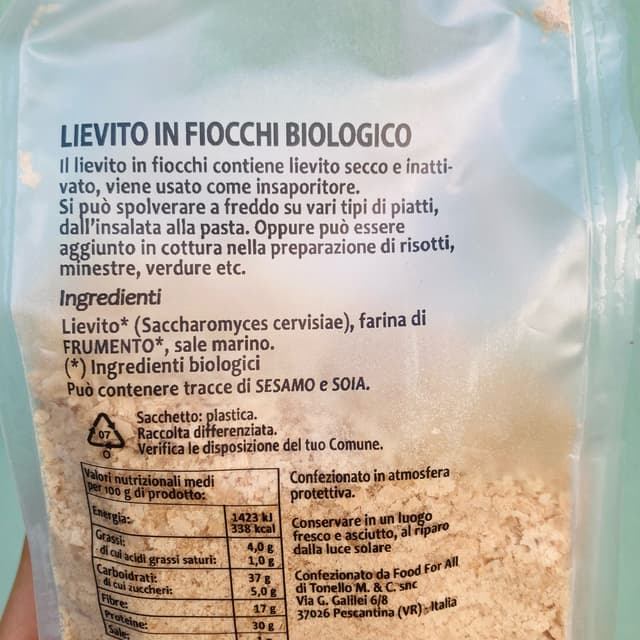 LIEVITO IN FIOCCHI BIOLOGICO
Il lievito in fiocchi contiene lievito secco e inatti-
vato, viene usato come insaporitore.
Si può spolverare a freddo su vari tipi di piatti,
dall'insalata alla pasta. Oppure può essere
aggiunto in cottura nella preparazione di risotti,
minestre, verdure etc.
Ingredienti
Lievito* (Saccharomyces cervisiae), farina di
FRUMENTO*, sale marino.
(*) Ingredienti biologici
Può contenere tracce di SESAMO e SOIA.
07
O
Sacchetto: plastica.
Raccolta differenziata.
Verifica le disposizione del tuo Comune.
Valori nutrizionali medi
per 100 g di prodotto:
Energia: 1423 kJ
338 kcal
Grassi: 4,0 g
- di cui acidi grassi saturi: 1,0 g
Carboidrati: 37 g
- di cui zuccheri: 5,0 g
Fibre: 17 g
Proteine: 30 g
Sale:
Confezionato in atmosfera
protettiva.
Conservare in un luogo
fresco e asciutto, al riparo
dalla luce solare
Confezionato da Food For All
di Tonello M. & C. snc
Via G. Galilei 6/8
37026 Pescantina (VR) - Italia